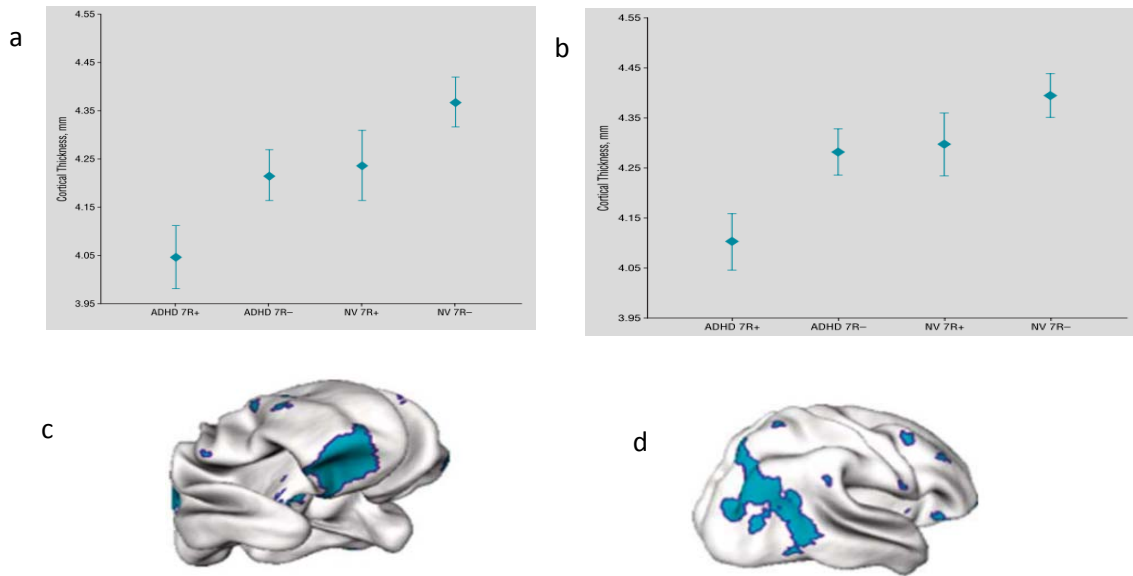 a
4.55
4.45
4.35
4.25
4.15
4.05
3.95
Cortical Thickness, mm
ADHD 7R+ ADHD 7R– NV 7R+ NV 7R–
b
4.55
4.45
4.35
4.25
4.15
4.05
3.95
Cortical Thickness, mm
ADHD 7R+ ADHD 7R– NV 7R+ NV 7R–
c
d